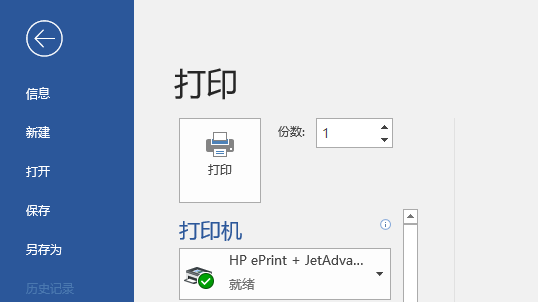 打印
信息
新建
打开
保存
另存为
历史记录
打印
份数: 1
打印机
HP ePrint + JetAdva...
就绪